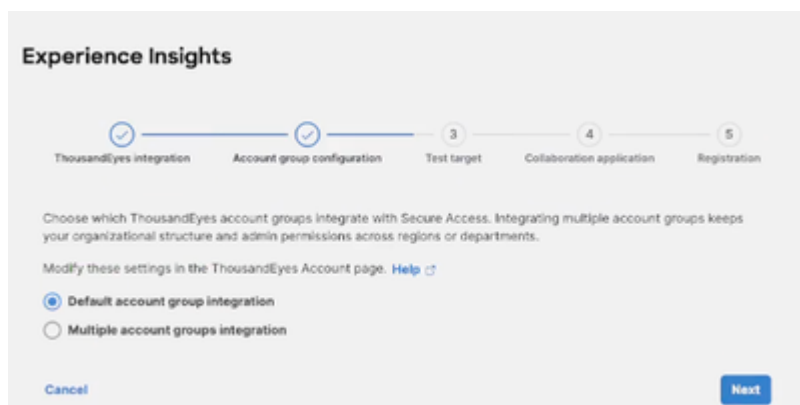 Experience Insights
3 4 5
ThousandEyes integration Account group configuration Test target Collaboration application Registration
Choose which ThousandEyes account groups integrate with Secure Access. Integrating multiple account groups keeps
your organizational structure and admin permissions across regions or departments.
Modify these settings in the ThousandEyes Account page. Help
Default account group integration
Multiple account groups integration
Cancel Next